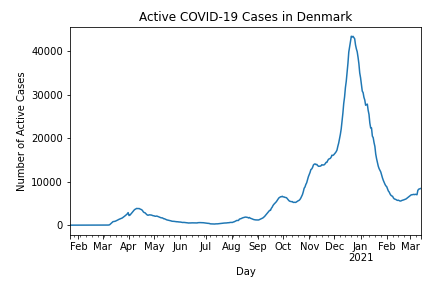 Active COVID-19 Cases in Denmark
Number of Active Cases
40000
30000
20000
10000
0
Feb Mar Apr May Jun Jul Aug Sep Oct Nov Dec Jan Feb Mar
2021
Day